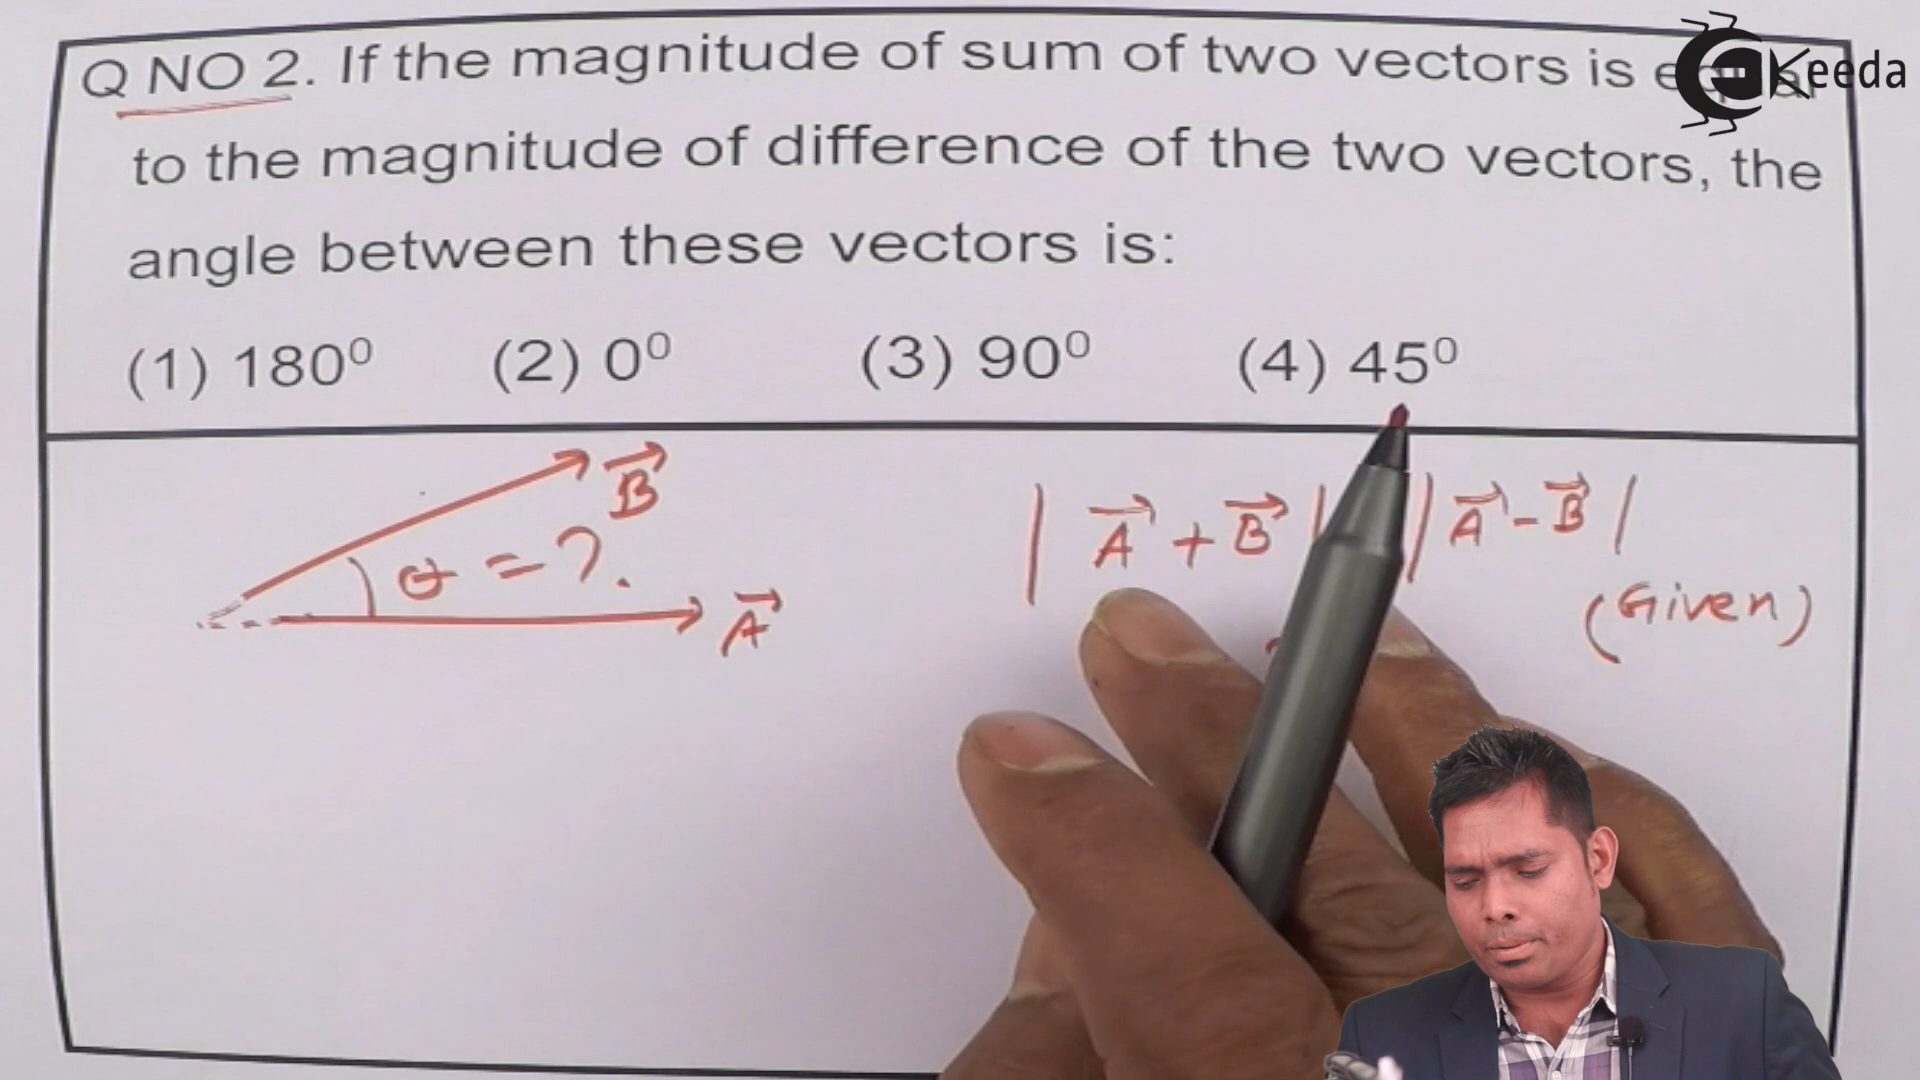 Q NO 2. If the magnitude of sum of two vectors is equal
to the magnitude of difference of the two vectors, the
angle between these vectors is:
(1) 180⁰ (2) 0⁰ (3) 90⁰ (4) 45⁰
B
θ = ?.
A
| A + B | | A - B |
(Given)
Keeda